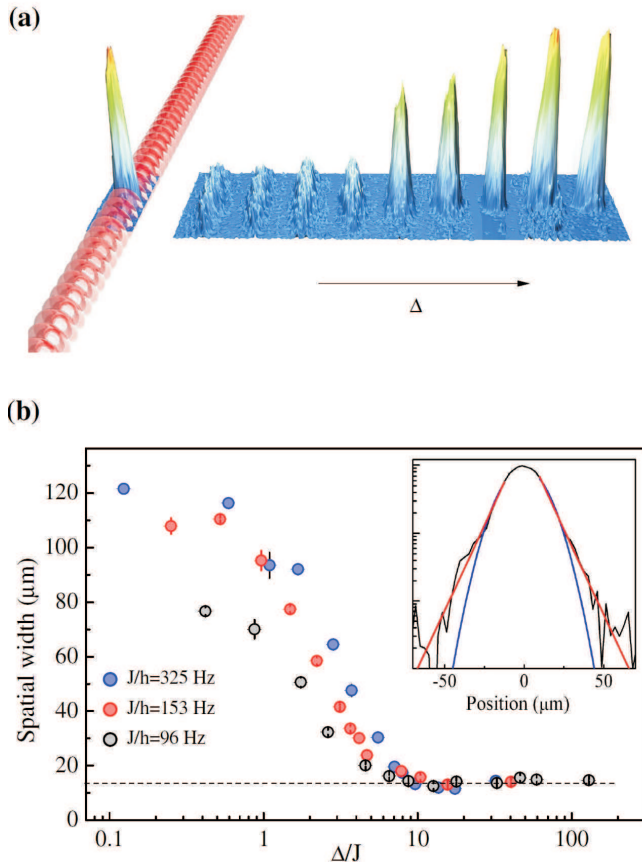 (a)
Δ
(b)
Spatial width (μm)
120
100
80
60
40
20
0
J/h=325 Hz
J/h=153 Hz
J/h=96 Hz
-50
0
50
Position (μm)
0.1
1
10
100
Δ/J